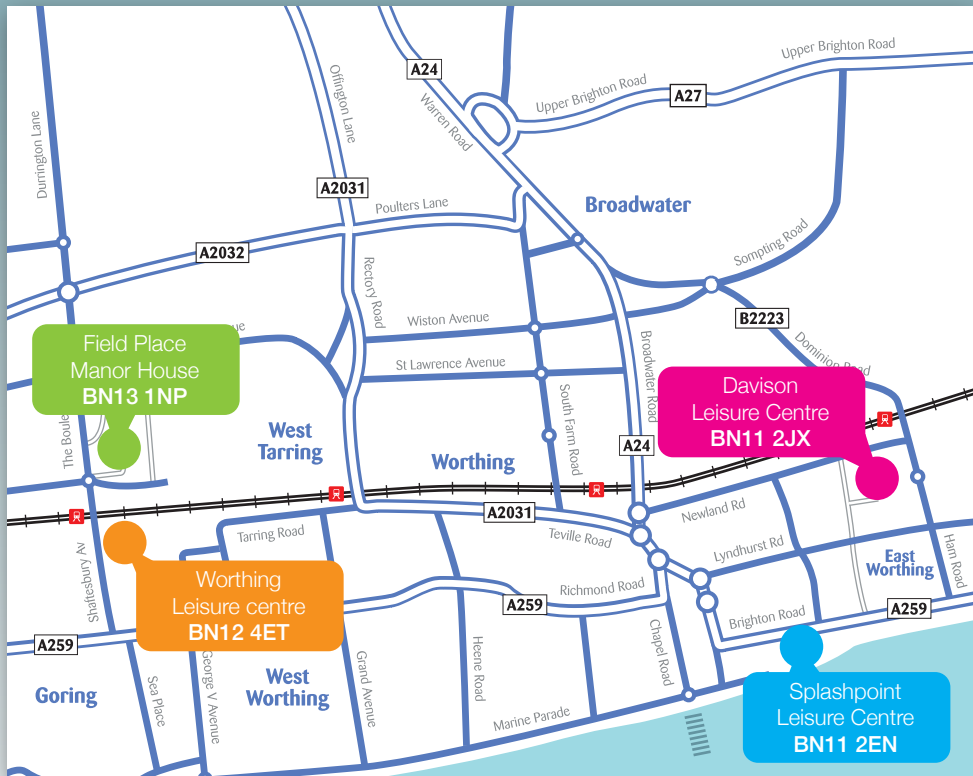 Upper Brighton Road
A24
Offington Lane
Upper Brighton Road
A27
Warren Road
Durrington Lane
A2031
Poulters Lane
Broadwater
A2032
Sompting Road
Rectory Road
Wiston Avenue
B2223
Field Place
Manor House
BN13 1NP
St Lawrence Avenue
Broadwater Road
Dominion Road
Davison
Leisure Centre
BN11 2JX
South Farm Road
The Boule
West
Tarring
Worthing
A24
A2031
Newland Rd
Tarring Road
Teville Road
Lyndhurst Rd
East
Worthing
Ham Road
Shaftesbury Av
Worthing
Leisure centre
BN12 4ET
Richmond Road
A259
A259
Brighton Road
A259
Chapel Road
Goring
Sea Place
George V Avenue
West
Worthing
Grand Avenue
Heene Road
Marine Parade
Splashpoint
Leisure Centre
BN11 2EN